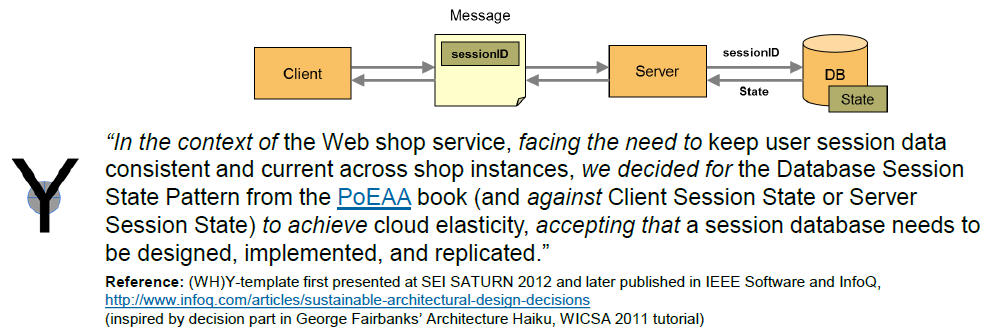 Message
sessionID
Client
Server
sessionID
State
DB
State
“In the context of the Web shop service, facing the need to keep user session data
consistent and current across shop instances, we decided for the Database Session
State Pattern from the PoEAA book (and against Client Session State or Server
Session State) to achieve cloud elasticity, accepting that a session database needs to
be designed, implemented, and replicated.”
Y
Reference: (WH)Y-template first presented at SEI SATURN 2012 and later published in IEEE Software and InfoQ,
http://www.infoq.com/articles/sustainable-architectural-design-decisions
(inspired by decision part in George Fairbanks’ Architecture Haiku, WICSA 2011 tutorial)